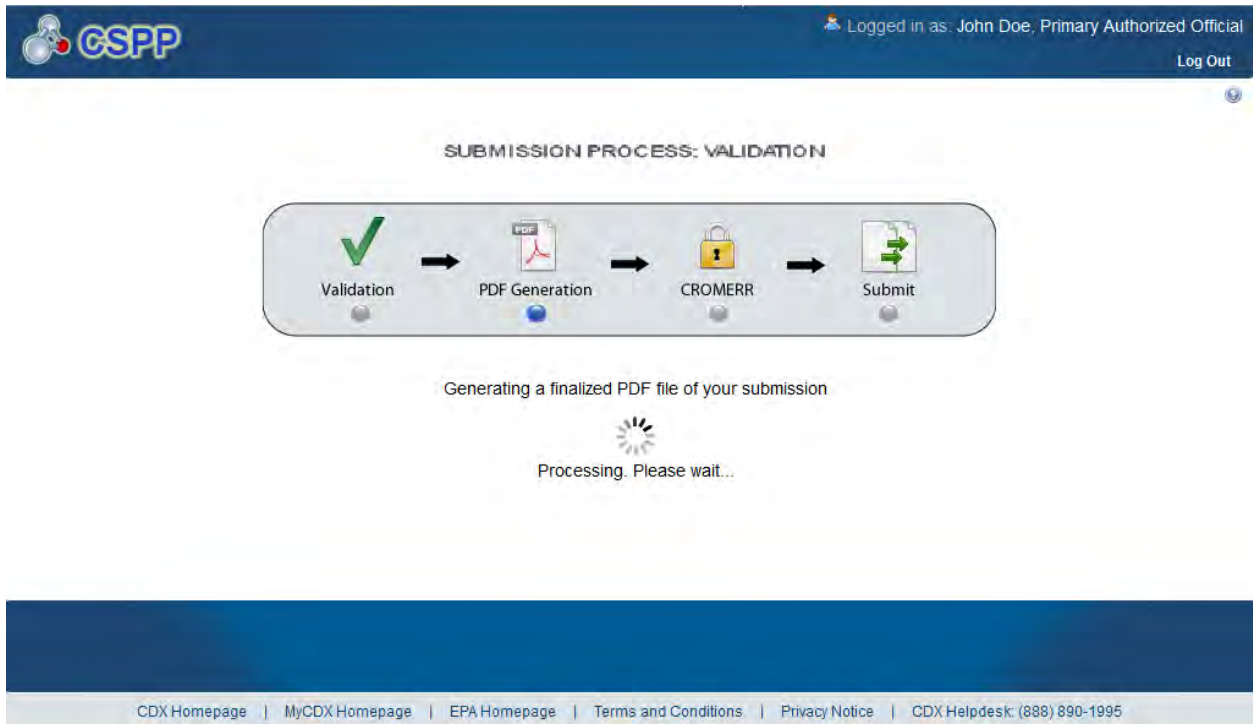 CSPP
Logged in as: John Doe, Primary Authorized Official
Log Out
SUBMISSION PROCESS: VALIDATION
PDF
Validation
PDF Generation
CROMERR
Submit
Generating a finalized PDF file of your submission
Processing. Please wait...
CDX Homepage | MyCDX Homepage | EPA Homepage | Terms and Conditions | Privacy Notice | CDX Helpdesk: (888) 890-1995